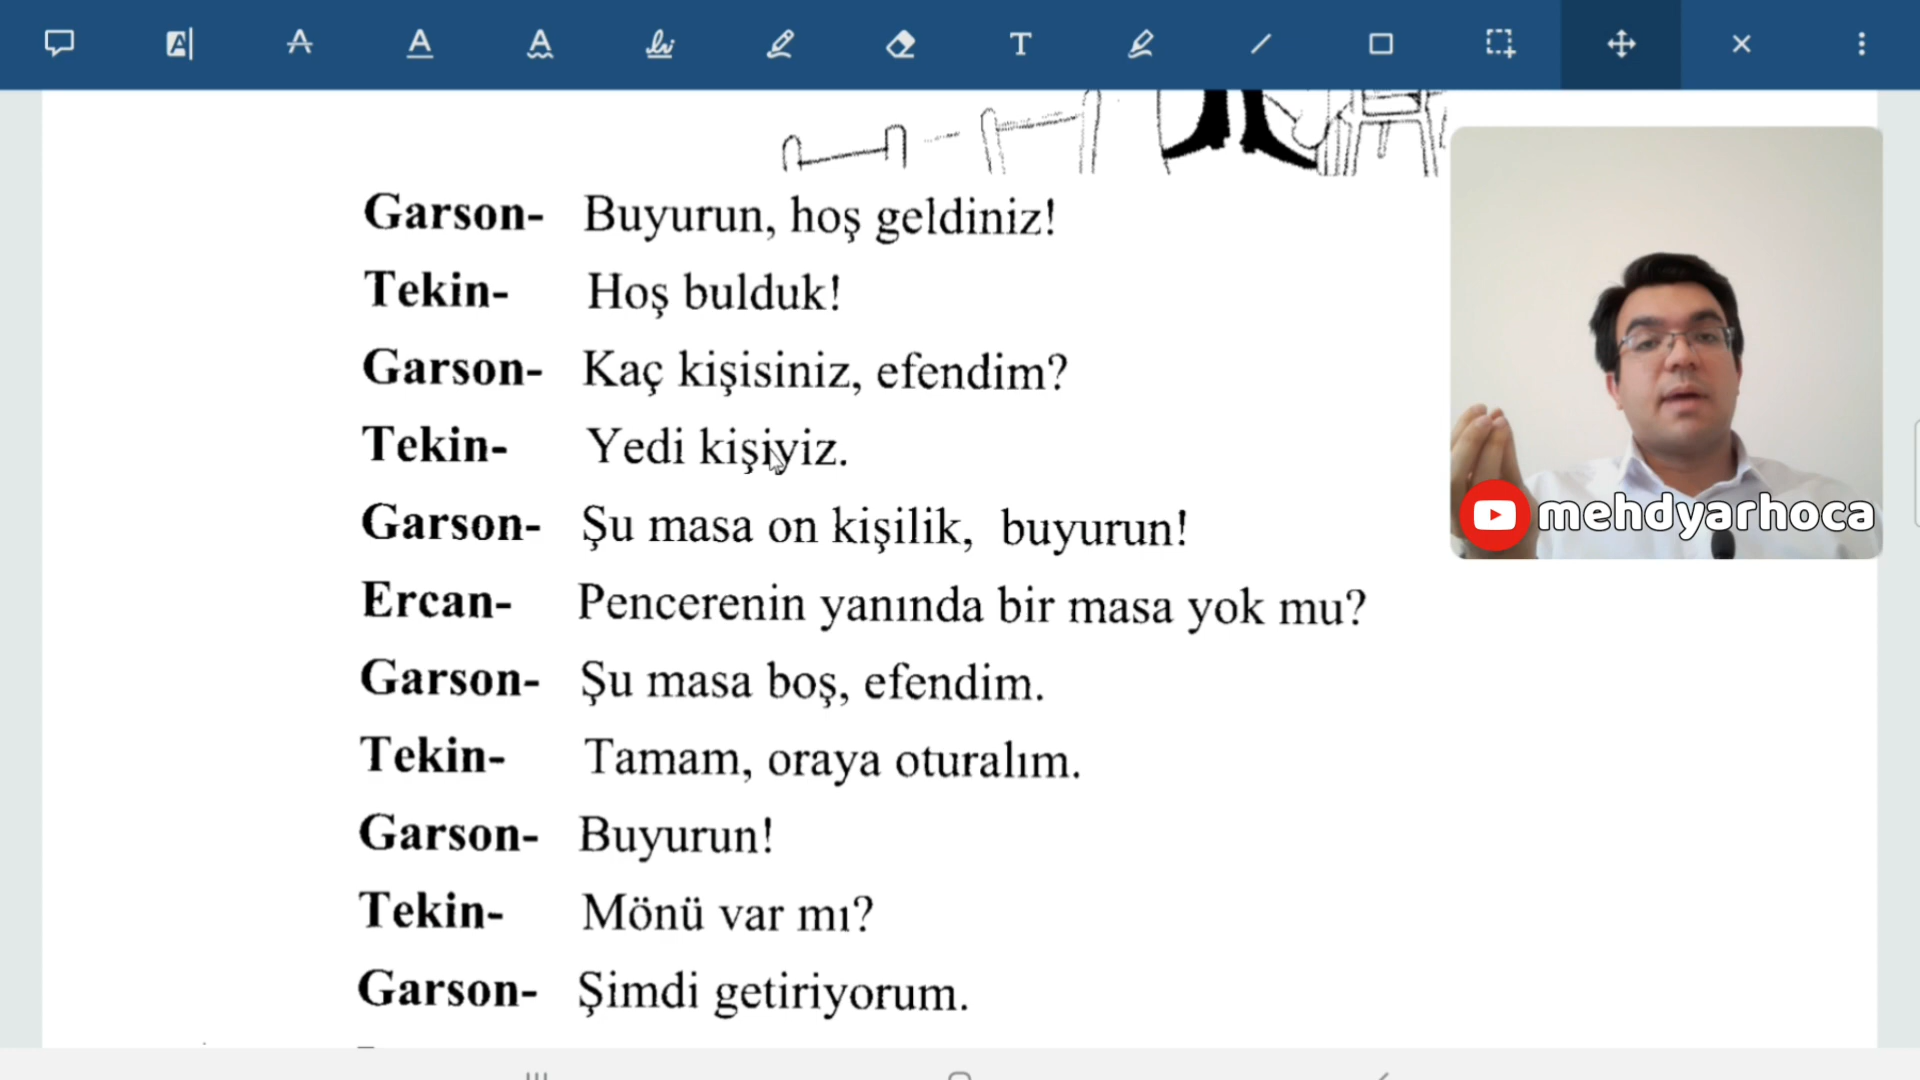 Garson- Buyurun, hoş geldiniz!
Tekin- Hoş bulduk!
Garson- Kaç kişisiniz, efendim?
Tekin- Yedi kişiyiz.
Garson- Şu masa on kişilik, buyurun!
Ercan- Pencerenin yanında bir masa yok mu?
Garson- Şu masa boş, efendim.
Tekin- Tamam, oraya oturalım.
Garson- Buyurun!
Tekin- Mönü var mı?
Garson- Şimdi getiriyorum.
mehdyarhoca